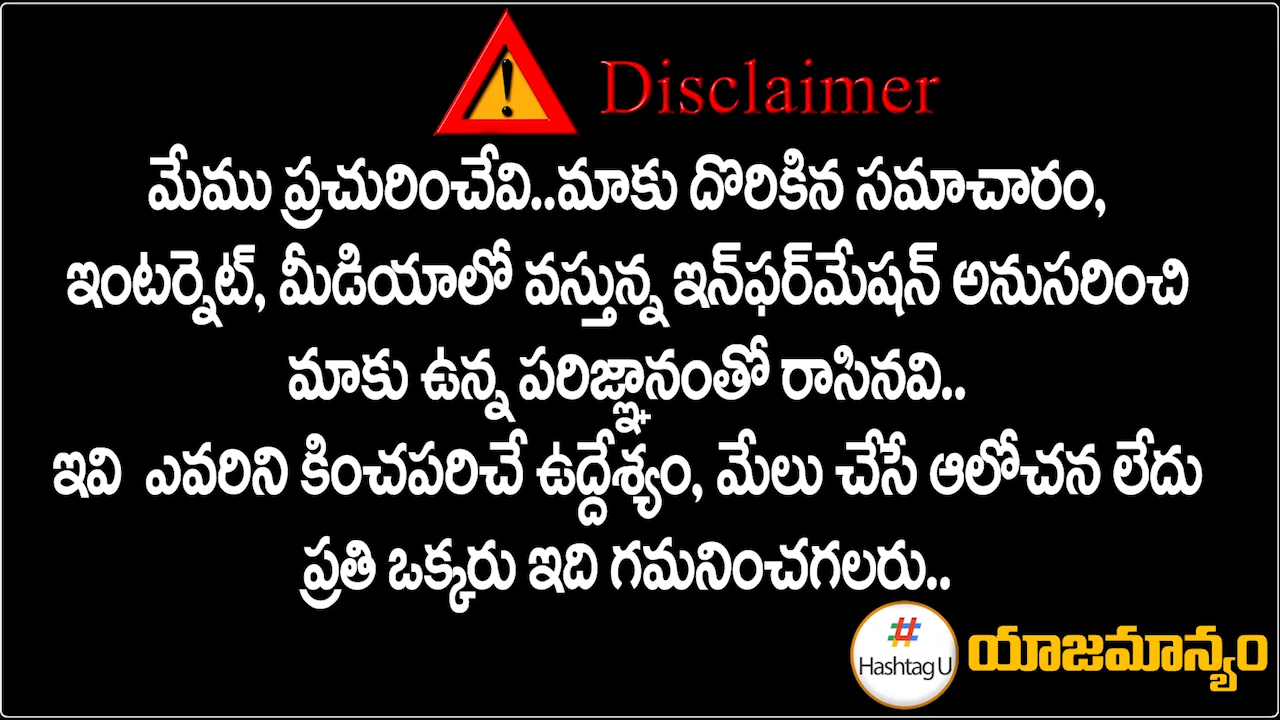 Disclaimer
మేము ప్రచురించేవి..మాకు దొరికిన సమాచారం,
ఇంటర్నెట్, మీడియాలో వస్తున్న ఇన్‌ఫర్‌మేషన్ అనుసరించి
మాకు ఉన్న పరిజ్ఞానంతో రాసినవి..
ఇవి ఎవరిని కించపరిచే ఉద్దేశ్యం, మేలు చేసే ఆలోచన లేదు
ప్రతి ఒక్కరు ఇది గమనించగలరు..
#
Hashtag U
యాజమాన్యం